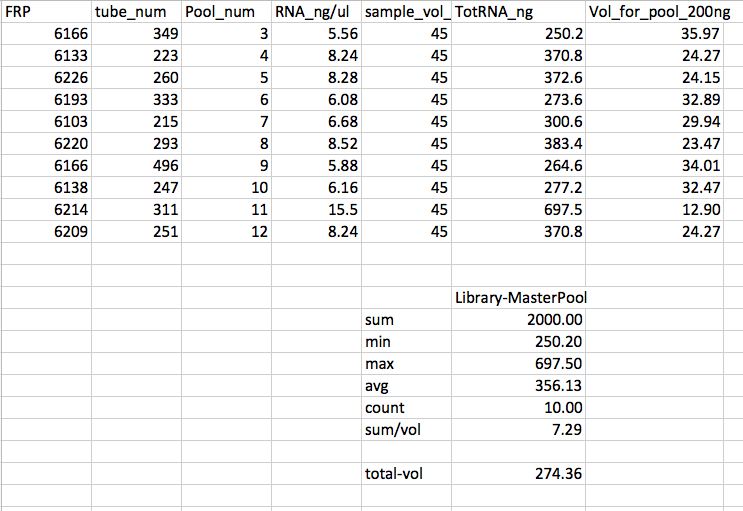 FRP tube_num Pool_num RNA_ng/ul sample_vol_ TotRNA_ng Vol_for_pool_200ng
6166 349 3 5.56 45 250.2 35.97
6133 223 4 8.24 45 370.8 24.27
6226 260 5 8.28 45 372.6 24.15
6193 333 6 6.08 45 273.6 32.89
6103 215 7 6.68 45 300.6 29.94
6220 293 8 8.52 45 383.4 23.47
6166 496 9 5.88 45 264.6 34.01
6138 247 10 6.16 45 277.2 32.47
6214 311 11 15.5 45 697.5 12.90
6209 251 12 8.24 45 370.8 24.27
Library-MasterPool
sum 2000.00
min 250.20
max 697.50
avg 356.13
count 10.00
sum/vol 7.29
total-vol 274.36